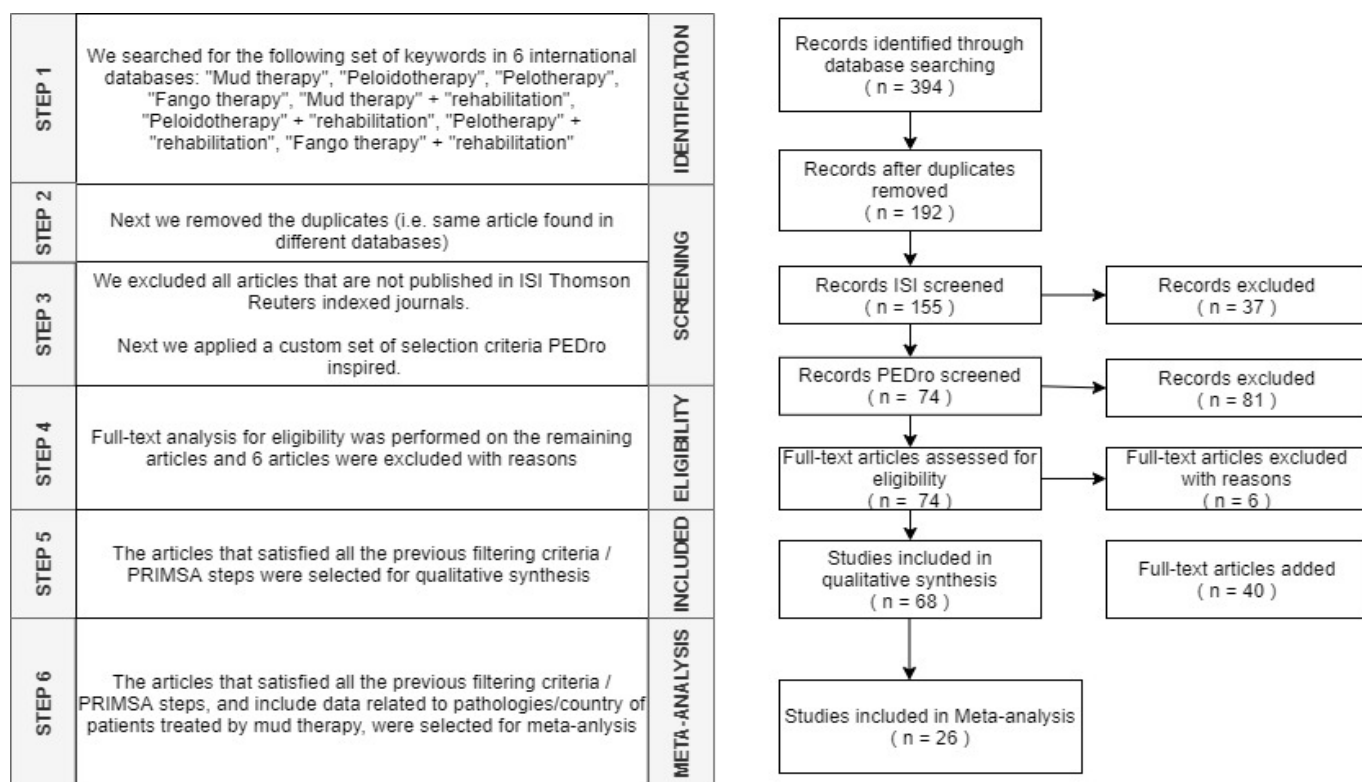 STEP 1
We searched for the following set of keywords in 6 international
databases: "Mud therapy", "Peloidotherapy", "Pelotherapy",
"Fango therapy", "Mud therapy" + "rehabilitation",
"Peloidotherapy" + "rehabilitation", Pelotherapy" +
"rehabilitation", "Fango therapy" + "rehabilitation"
IDENTIFICATION
STEP 2
Next we removed the duplicates (i.e. same article found in
different databases)
SCREENING
STEP 3
We excluded all articles that are not published in ISI Thomson
Reuters indexed journals.
Next we applied a custom set of selection criteria PEDro
inspired.
STEP 4
Full-text analysis for eligibility was performed on the remaining
articles and 6 articles were excluded with reasons
ELIGIBILITY
STEP 5
The articles that satisfied all the previous filtering criteria /
PRIMSA steps were selected for qualitative synthesis
INCLUDED
STEP 6
The articles that satisfied all the previous filtering criteria /
PRIMSA steps, and include data related to pathologies/country of
patients treated by mud therapy, were selected for meta-anlysis
META-ANALYSIS
Records identified through
database searching
( n = 394 )
Records after duplicates
removed
( n = 192 )
Records ISI screened
( n = 155 )
Records excluded
( n = 37 )
Records PEDro screened
( n = 74 )
Records excluded
( n = 81 )
Full-text articles assessed for
eligibility
( n = 74 )
Full-text articles excluded
with reasons
( n = 6 )
Studies included in
qualitative synthesis
( n = 68 )
Full-text articles added
( n = 40 )
Studies included in Meta-analysis
( n = 26 )